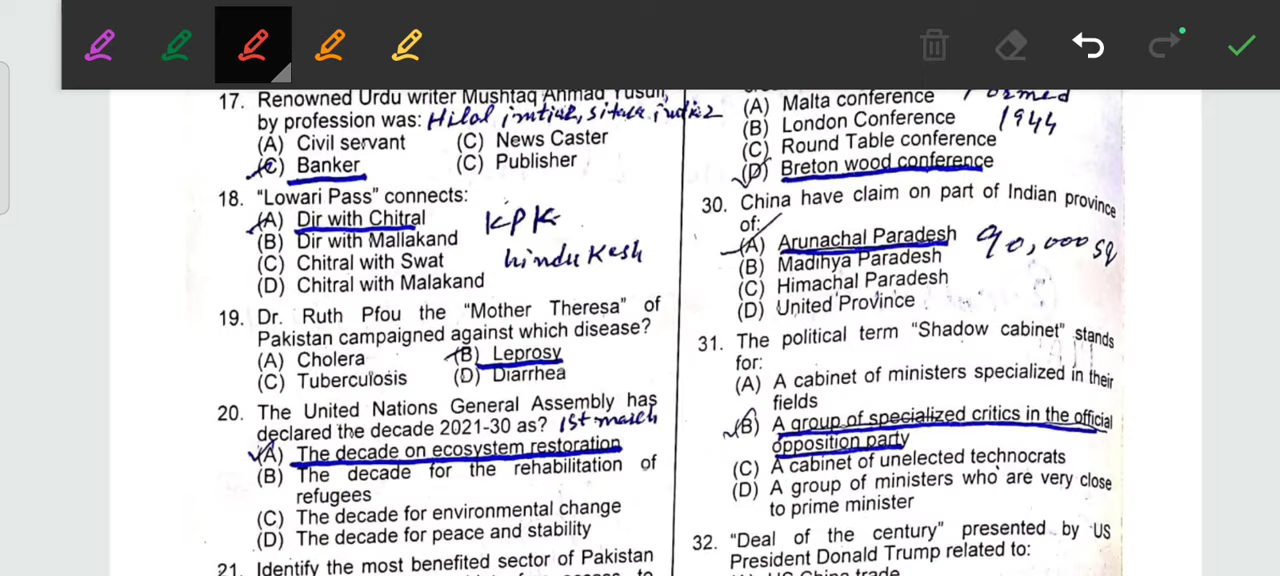 17. Renowned Urdu writer Mushtaq Ahmad Yusufi,
by profession was: Hilal imtiaz, sitara imtiaz
(A) Civil servant (C) News Caster
(C) Banker (C) Publisher
18. "Lowari Pass" connects:
(A) Dir with Chitral
(B) Dir with Mallakand
(C) Chitral with Swat
(D) Chitral with Malakand
KPK
hindu Kesh
19. Dr. Ruth Pfou the "Mother Theresa" of
Pakistan campaigned against which disease?
(A) Cholera (B) Leprosy
(C) Tuberculosis (D) Diarrhea
20. The United Nations General Assembly has
declared the decade 2021-30 as? 1st march
(A) The decade on ecosystem restoration
(B) The decade for the rehabilitation of
refugees
(C) The decade for environmental change
(D) The decade for peace and stability
21. Identify the most benefited sector of Pakistan
(A) Malta conference Formed
(B) London Conference 1944
(C) Round Table conference
(D) Breton wood conference
30. China have claim on part of Indian province
of:
(A) Arunachal Paradesh 90,000 sq
(B) Madihya Paradesh
(C) Himachal Paradesh
(D) United Province
31. The political term "Shadow cabinet" stands
for:
(A) A cabinet of ministers specialized in their
fields
(B) A group of specialized critics in the official
opposition party
(C) A cabinet of unelected technocrats
(D) A group of ministers who are very close
to prime minister
32. "Deal of the century" presented by US
President Donald Trump related to:
(A) US China trade